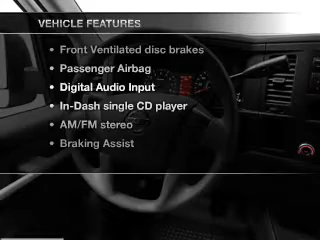 VEHICLE FEATURES
• Front Ventilated disc brakes
• Passenger Airbag
• Digital Audio Input
• In-Dash single CD player
• AM/FM stereo
• Braking Assist